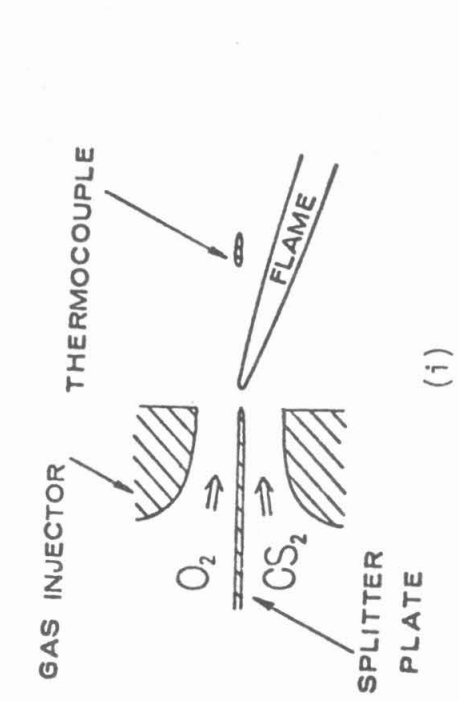 GAS INJECTOR
THERMOCOUPLE
O₂
CS₂
FLAME
SPLITTER
PLATE
(i)